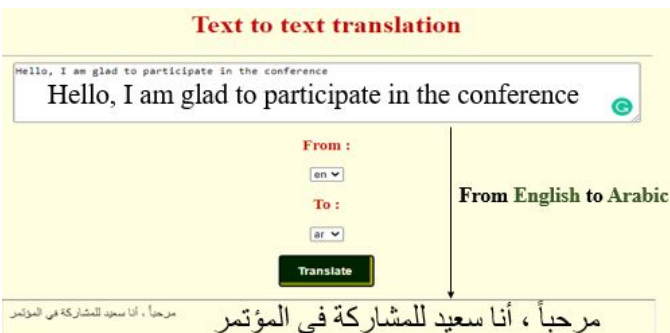 Text to text translation
Hello, I am glad to participate in the conference
Hello, I am glad to participate in the conference
From :
en
To :
ar
From English to Arabic
Translate
مرحباً ، أنا سعيد للمشاركة في المؤتمر
مرحباً ، أنا سعيد للمشاركة في المؤتمر